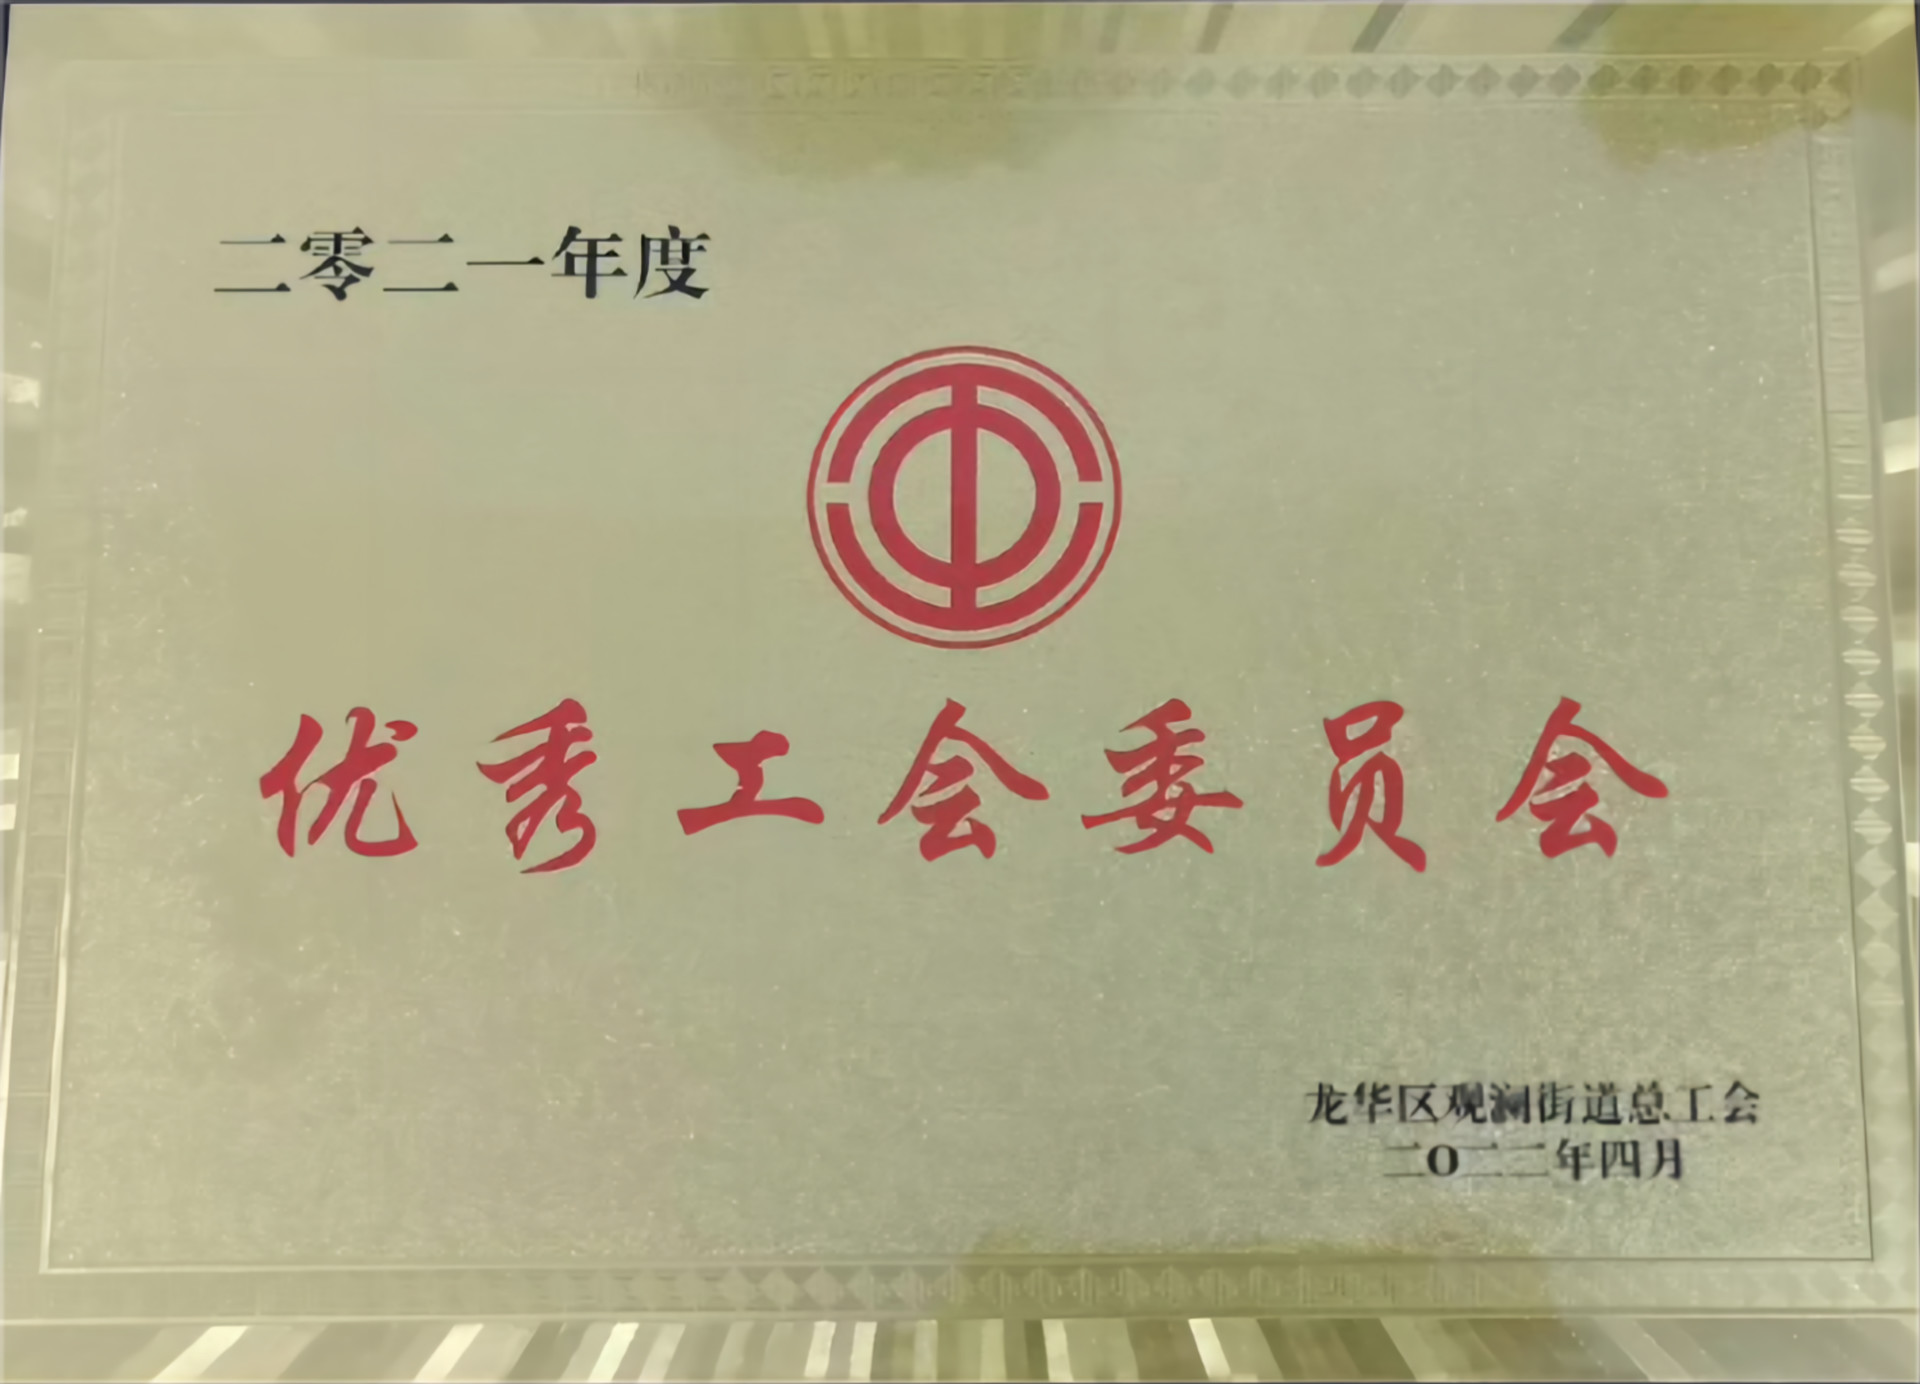 二零二一年度
优秀工会委员会
龙华区观澜街道总工会
二O二二年四月